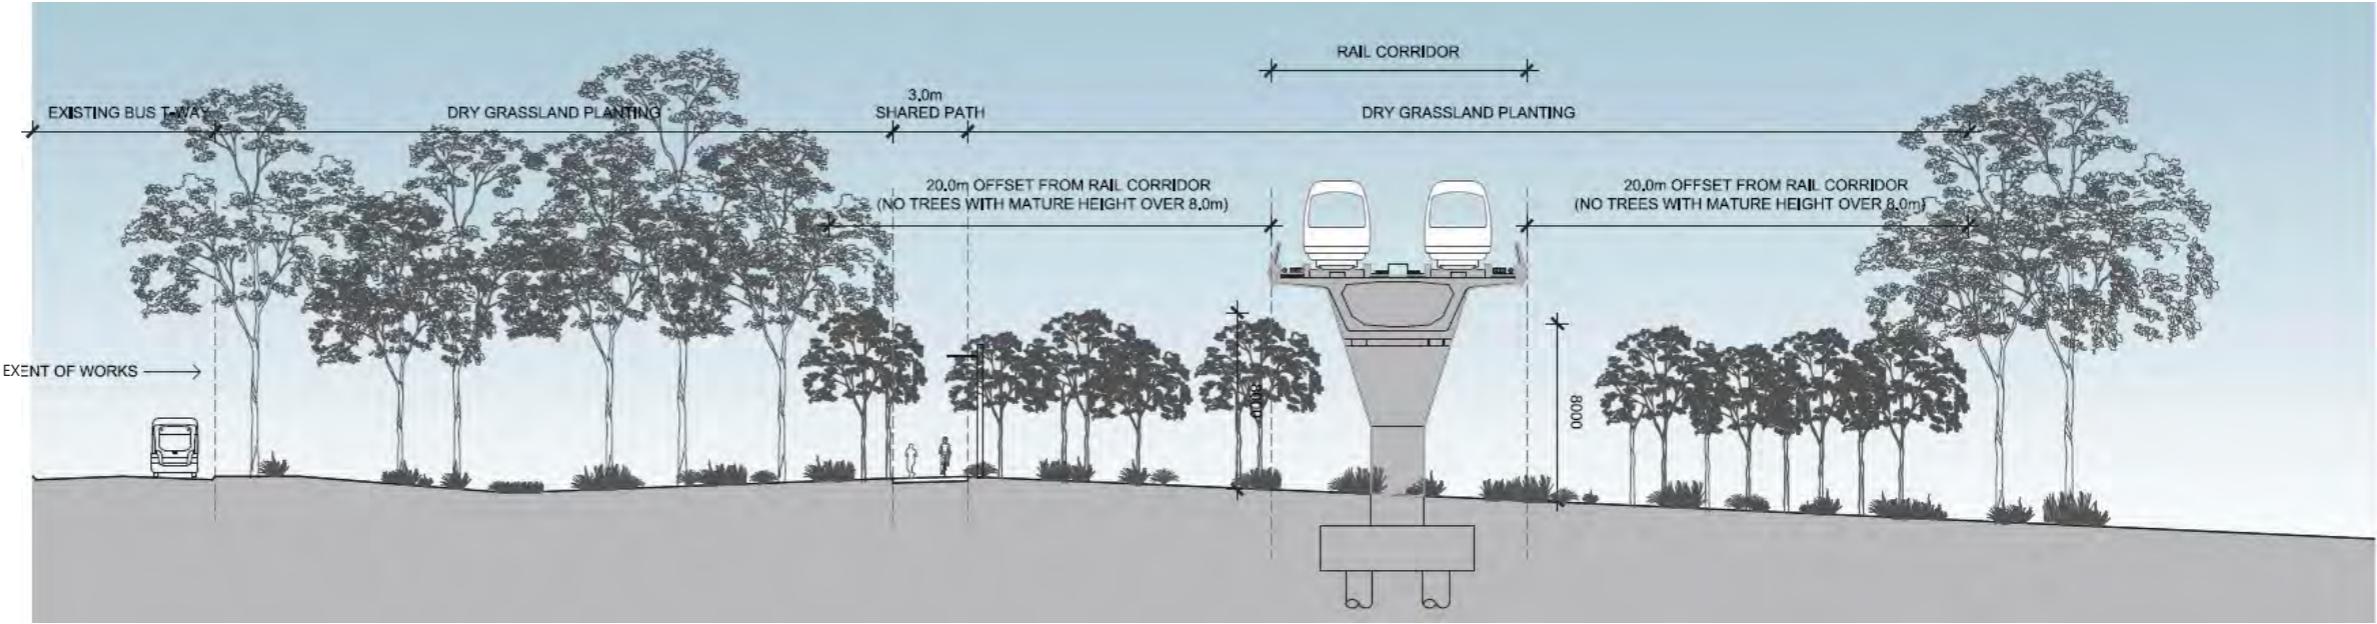 RAIL CORRIDOR
EXISTING BUS T-WAY
DRY GRASSLAND PLANTING
3.0m
SHARED PATH
DRY GRASSLAND PLANTING
20.0m OFFSET FROM RAIL CORRIDOR
(NO TREES WITH MATURE HEIGHT OVER 8.0m)
20.0m OFFSET FROM RAIL CORRIDOR
(NO TREES WITH MATURE HEIGHT OVER 8.0m)
EXENT OF WORKS
8000
8000